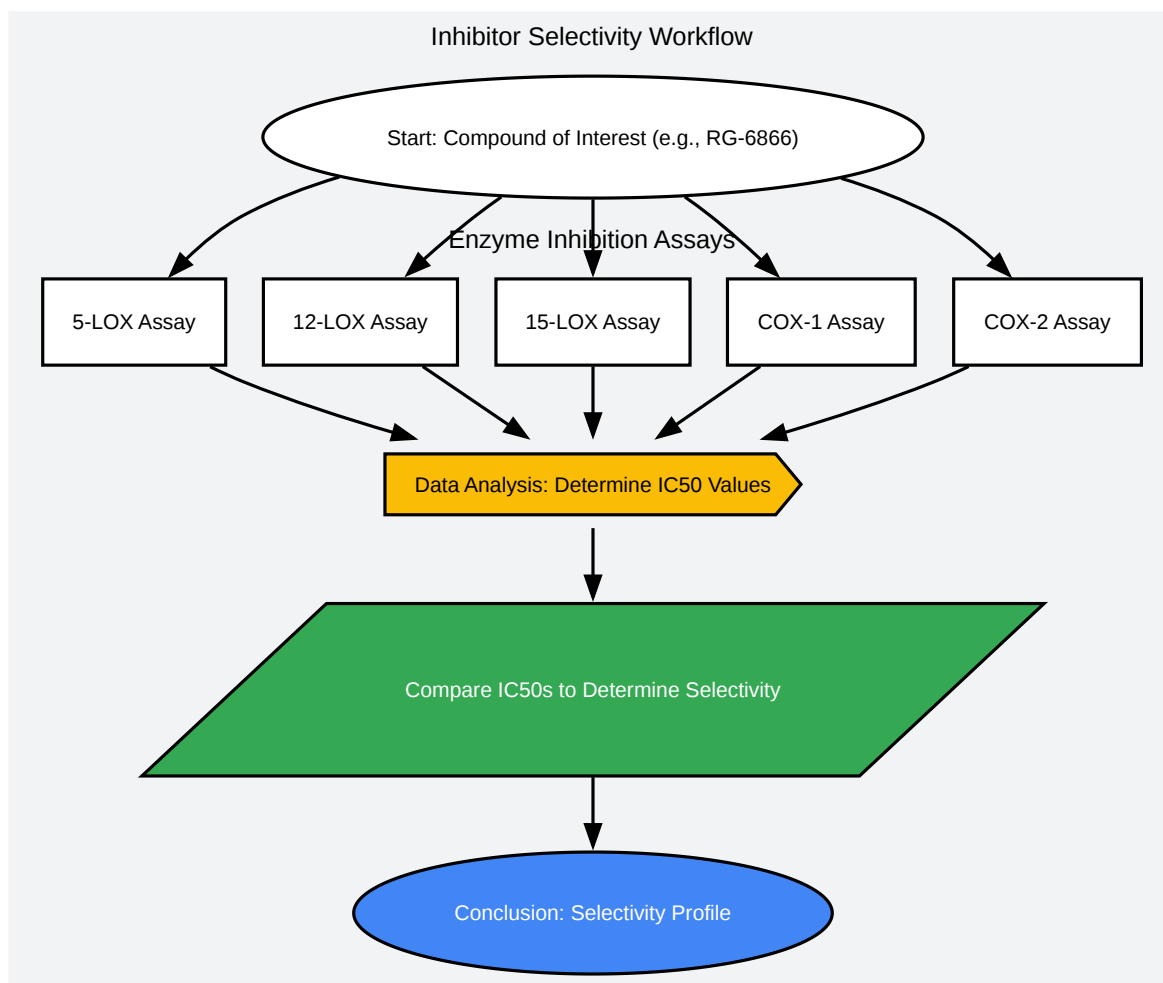 Inhibitor Selectivity Workflow
Start: Compound of Interest (e.g., RG-6866)
Enzyme Inhibition Assays
5-LOX Assay
12-LOX Assay
15-LOX Assay
COX-1 Assay
COX-2 Assay
Data Analysis: Determine IC50 Values
Compare IC50s to Determine Selectivity
Conclusion: Selectivity Profile